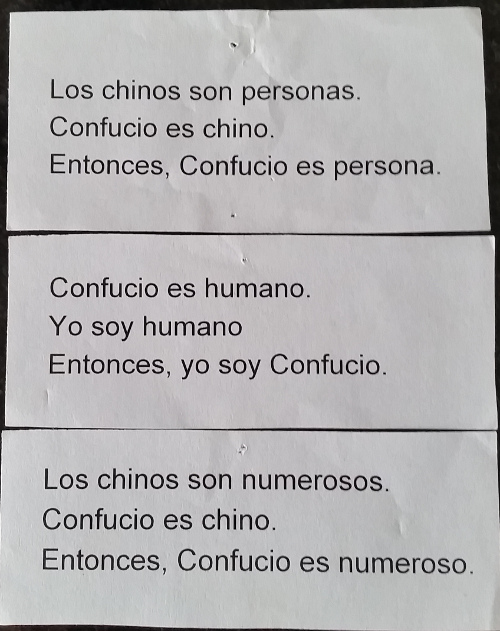 Los chinos son personas.
Confucio es chino.
Entonces, Confucio es persona.
Confucio es humano.
Yo soy humano
Entonces, yo soy Confucio.
Los chinos son numerosos.
Confucio es chino.
Entonces, Confucio es numeroso.